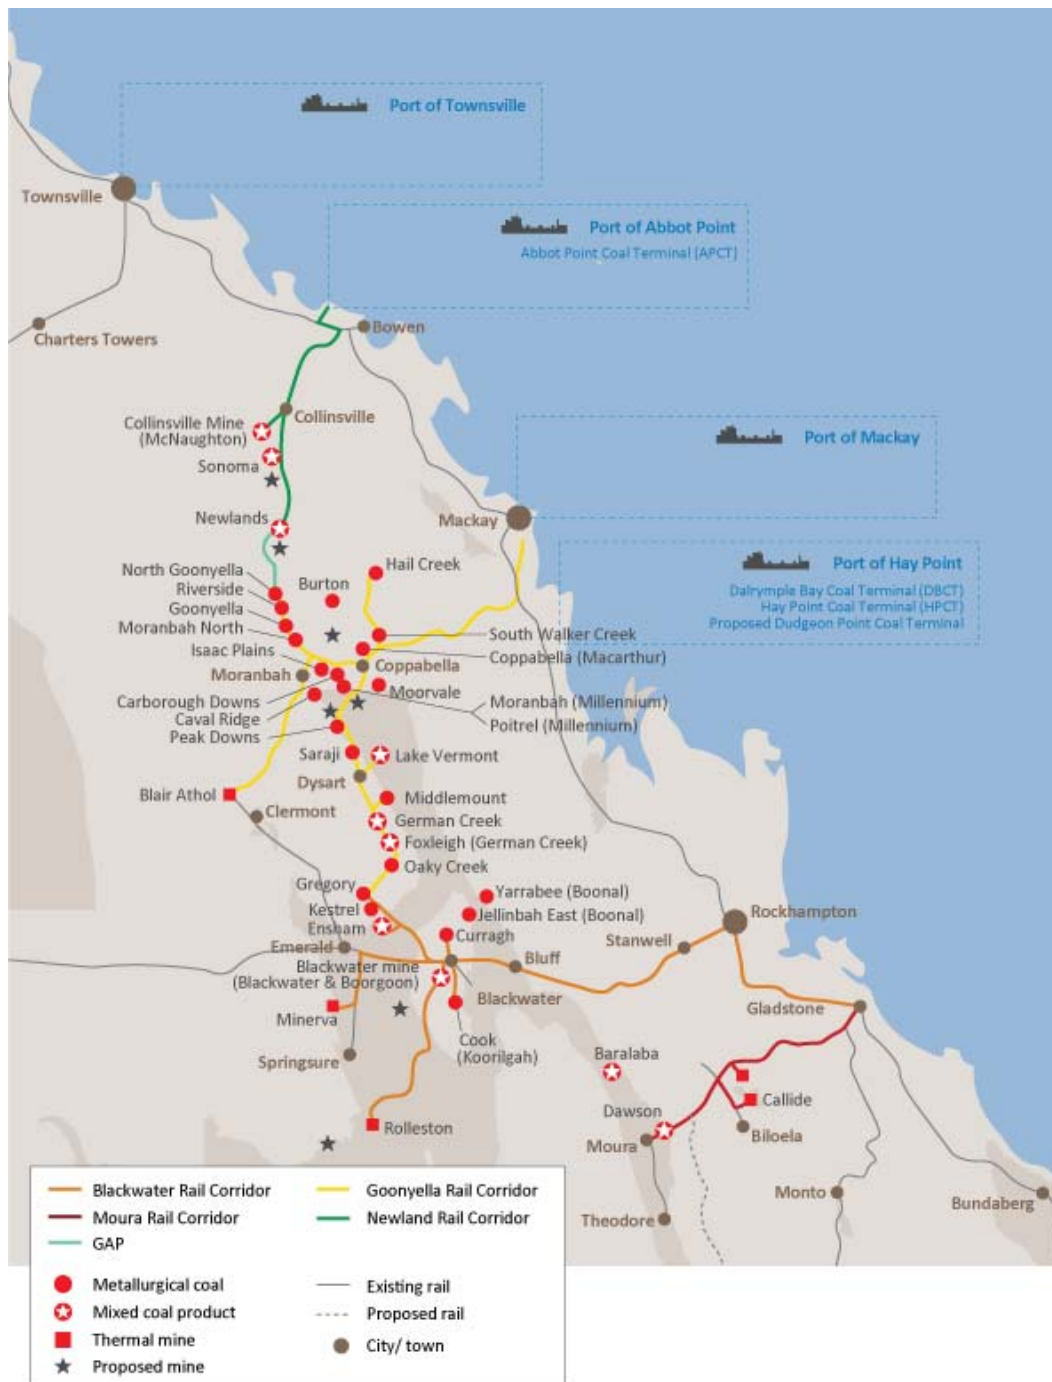 Port of Townsville
Townsville
Port of Abbot Point
Abbot Point Coal Terminal (APCT)
Charters Towers
Bowen
Collinsville
Collinsville Mine
(McNaughton)
Sonoma
Port of Mackay
Newlands
Mackay
Port of Hay Point
Dalrymple Bay Coal Terminal (DBCT)
Hay Point Coal Terminal (HPCT)
Proposed Dudgeon Point Coal Terminal
North Goonyella
Riverside
Goonyella
Moranbah North
Isaac Plains
Moranbah
Carborough Downs
Caval Ridge
Peak Downs
Burton
Hail Creek
South Walker Creek
Coppabella (Macarthur)
Coppabella
Moorvale
Moranbah (Millennium)
Poitrel (Millennium)
Saraji
Lake Vermont
Dysart
Blair Athol
Clermont
Middlemount
German Creek
Foxleigh (German Creek)
Oaky Creek
Gregory
Kestrel
Ensham
Yarrabee (Boonal)
Jellinbah East (Boonal)
Curragh
Rockhampton
Stanwell
Emerald
Bluff
Blackwater mine
(Blackwater & Boorgoon)
Blackwater
Gladstone
Minerva
Cook
(Koorilgah)
Springsure
Baralaba
Callide
Dawson
Rolleston
Moura
Biloela
Monto
Bundaberg
Theodore
Blackwater Rail Corridor
Goonyella Rail Corridor
Moura Rail Corridor
Newland Rail Corridor
GAP
Metallurgical coal
Existing rail
Mixed coal product
Proposed rail
Thermal mine
City/ town
Proposed mine